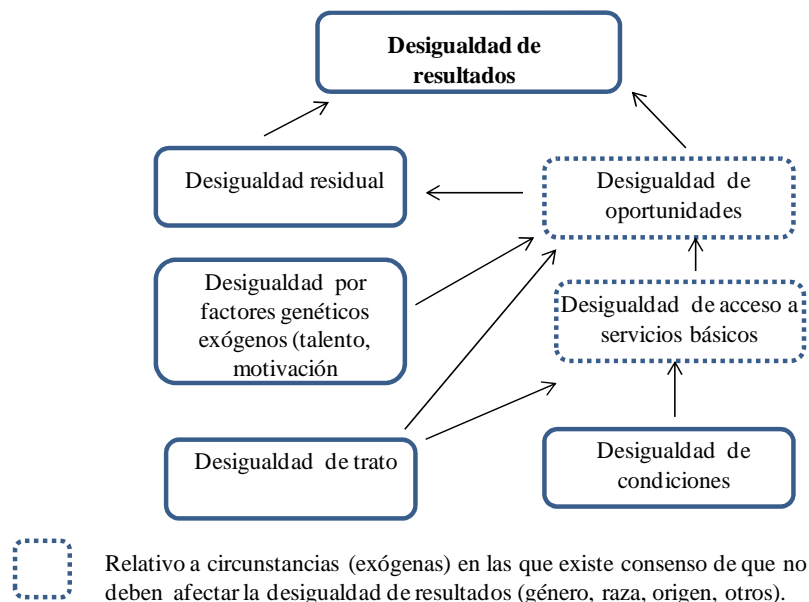 Desigualdad de
resultados
Desigualdad residual
Desigualdad de
oportunidades
Desigualdad por
factores genéticos
exógenos (talento,
motivación
Desigualdad de acceso a
servicios básicos
Desigualdad de trato
Desigualdad de
condiciones
Relativo a circunstancias (exógenas) en las que existe consenso de que no
deben afectar la desigualdad de resultados (género, raza, origen, otros).